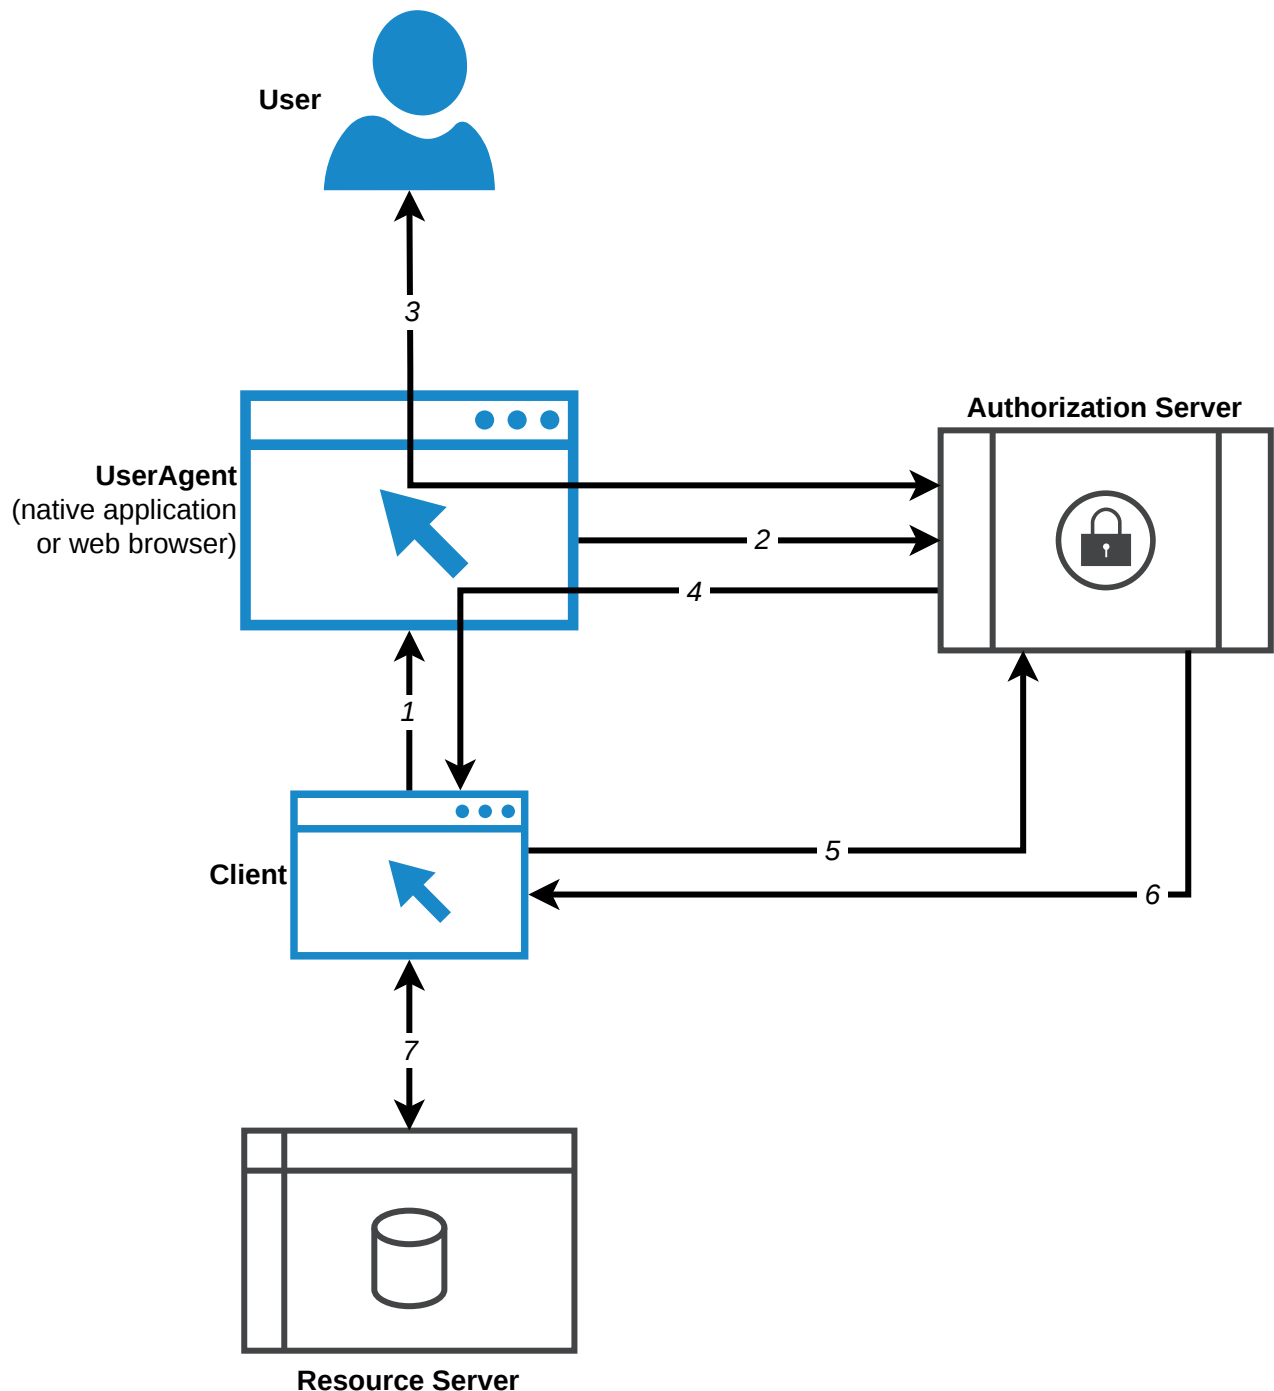 User
3
Authorization Server
UserAgent
(native application
or web browser)
2
4
1
5
Client
6
7
Resource Server